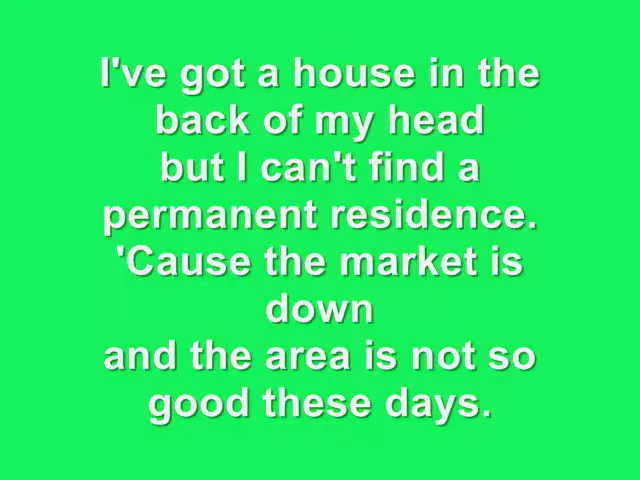 I've got a house in the
back of my head
but I can't find a
permanent residence.
'Cause the market is
down
and the area is not so
good these days.